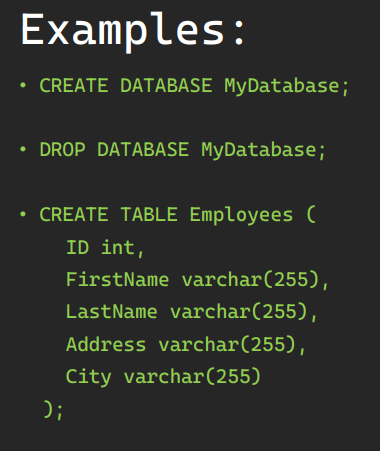 Examples:
• CREATE DATABASE MyDatabase;
• DROP DATABASE MyDatabase;
• CREATE TABLE Employees (
ID int,
FirstName varchar(255),
LastName varchar(255),
Address varchar(255),
City varchar(255)
);